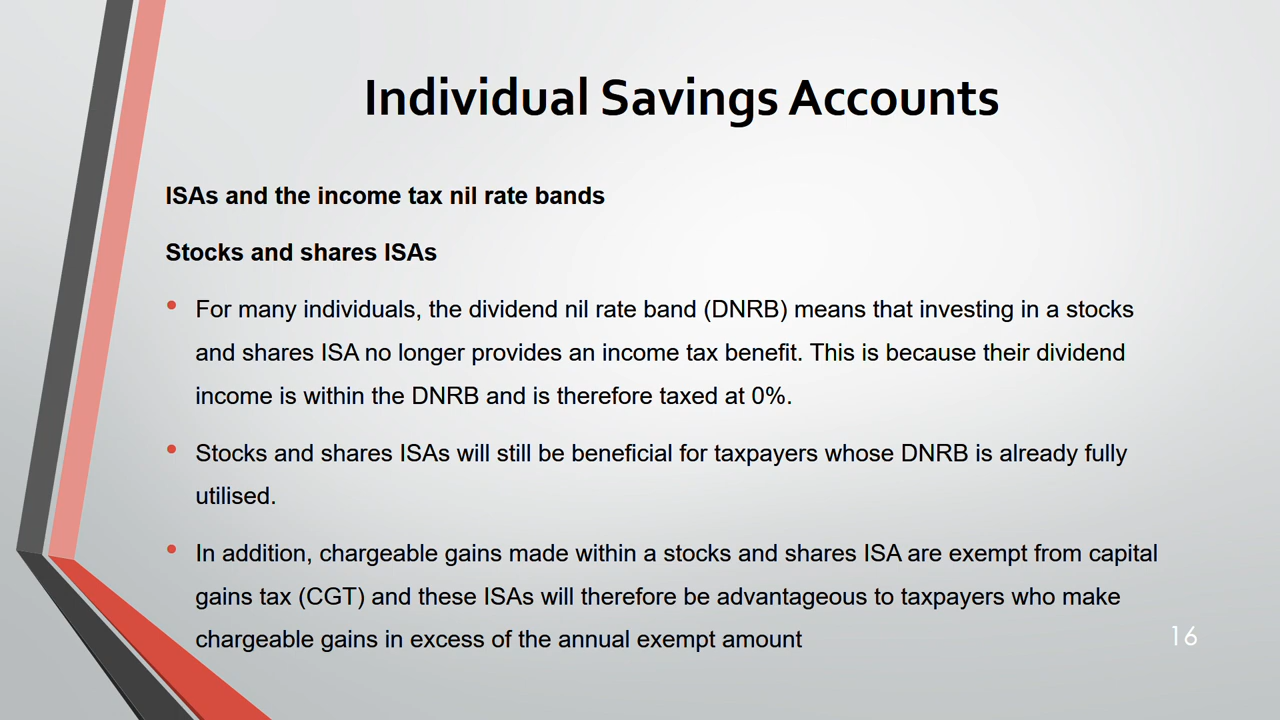 Individual Savings Accounts
ISAs and the income tax nil rate bands
Stocks and shares ISAs
For many individuals, the dividend nil rate band (DNRB) means that investing in a stocks
and shares ISA no longer provides an income tax benefit. This is because their dividend
income is within the DNRB and is therefore taxed at 0%.
Stocks and shares ISAs will still be beneficial for taxpayers whose DNRB is already fully
utilised.
In addition, chargeable gains made within a stocks and shares ISA are exempt from capital
gains tax (CGT) and these ISAs will therefore be advantageous to taxpayers who make
chargeable gains in excess of the annual exempt amount
16